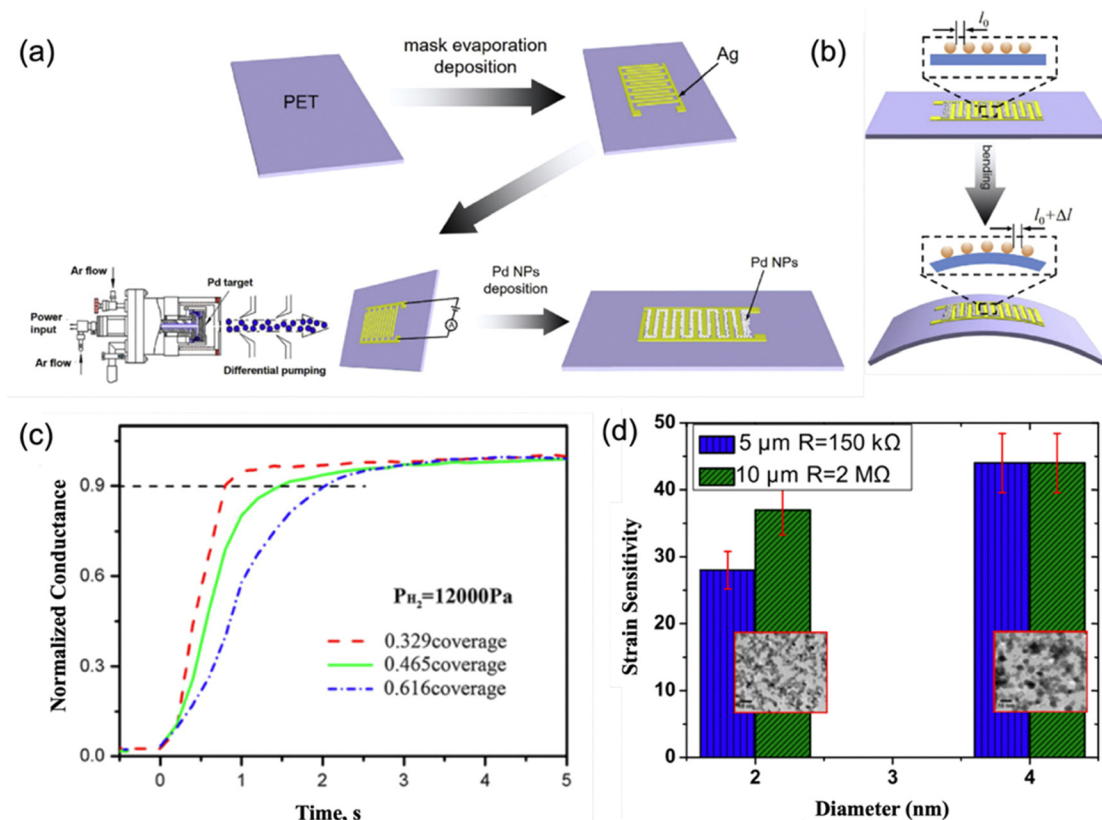 (a)
mask evaporation
deposition
Ag
PET
Ar flow
Pd target
Power
input
Ar flow
Differential pumping
A
Pd NPs
deposition
Pd NPs
(b)
l₀
bending
l₀+Δl
(c)
Normalized Conductance
0.9
0.6
0.3
0.0
P_H₂=12000Pa
0.329coverage
0.465coverage
0.616coverage
0 1 2 3 4 5
Time, s
(d)
Strain Sensitivity
50
40
30
20
10
0
5 μm R=150 kΩ
10 μm R=2 MΩ
2 3 4
Diameter (nm)